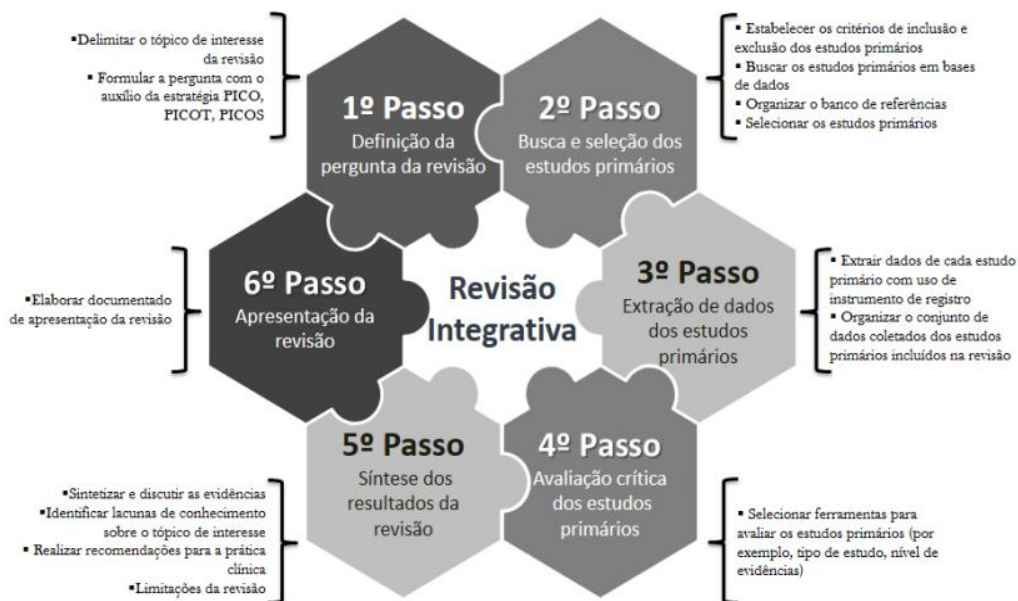 ▪Delimitar o tópico de interesse
da revisão
▪ Formular a pergunta com o
auxílio da estratégia PICO,
PICOT, PICOS
1º Passo
Definição da
pergunta da revisão
2º Passo
Busca e seleção dos
estudos primários
▪ Estabelecer os critérios de inclusão e
exclusão dos estudos primários
▪ Buscar os estudos primários em bases
de dados
▪ Organizar o banco de referências
▪ Selecionar os estudos primários
▪Elaborar documentado
de apresentação da revisão
6º Passo
Apresentação da
revisão
Revisão
Integrativa
3º Passo
Extração de dados
dos estudos
primários
▪ Extrair dados de cada estudo
primário com uso de
instrumento de registro
▪ Organizar o conjunto de
dados coletados dos estudos
primários incluídos na revisão
▪Sintetizar e discutir as evidências
▪Identificar lacunas de conhecimento
sobre o tópico de interesse
▪ Realizar recomendações para a prática
clínica
▪Limitações da revisão
5º Passo
Síntese dos
resultados da
revisão
4º Passo
Avaliação crítica
dos estudos
primários
▪ Selecionar ferramentas para
avaliar os estudos primários (por
exemplo, tipo de estudo, nível de
evidências)